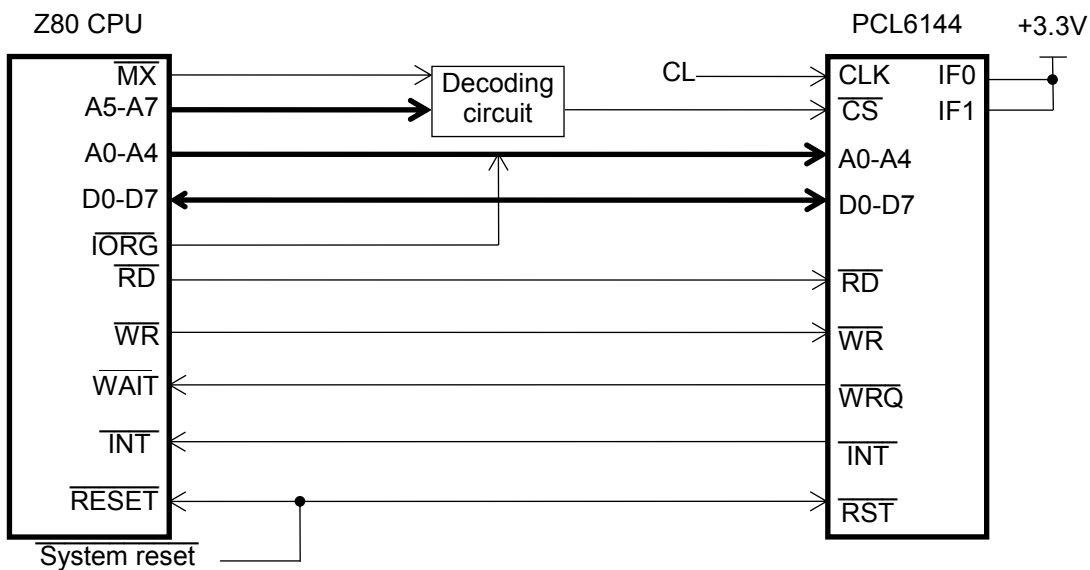 Z80 CPU
PCL6144
+3.3V
MX
A5-A7
A0-A4
D0-D7
IORG
RD
WR
WAIT
INT
RESET
System reset
Decoding
circuit
CL
CLK
CS
A0-A4
D0-D7
RD
WR
WRQ
INT
RST
IF0
IF1